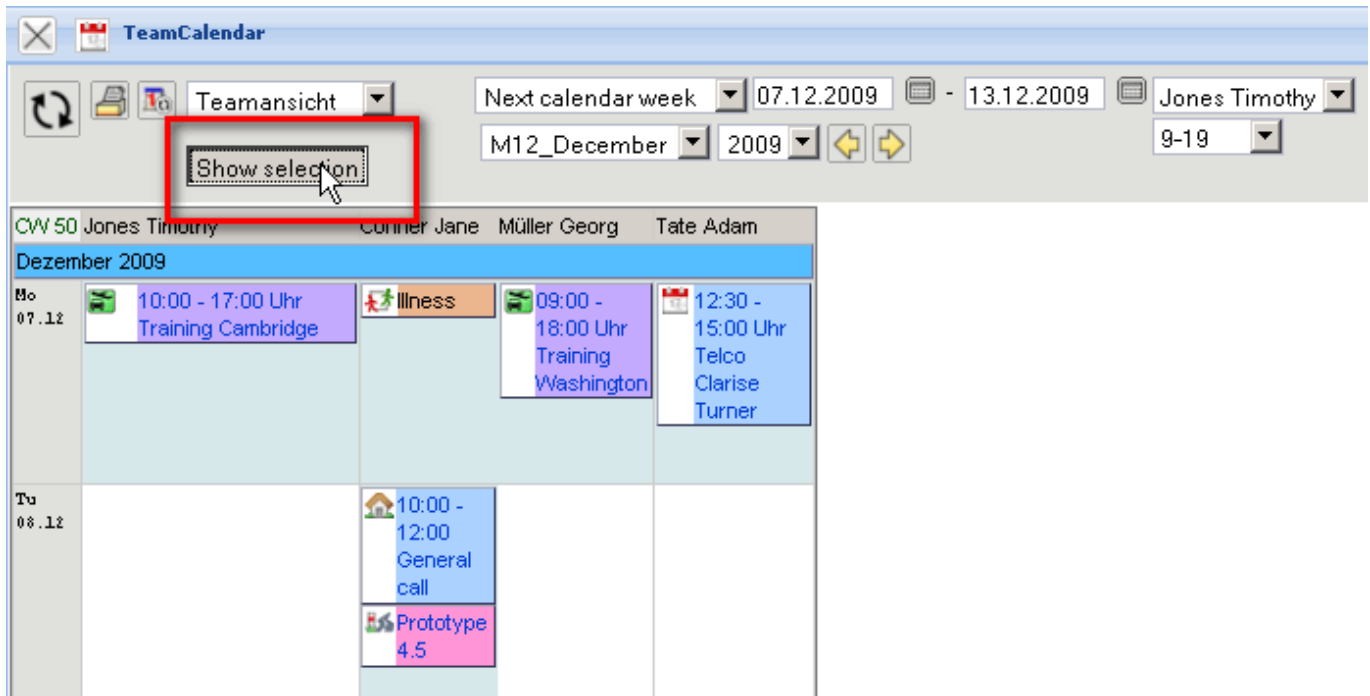 TeamCalendar
Teamansicht Next calendar week 07.12.2009 - 13.12.2009 Jones Timothy
M12_December 2009 9-19
Show selection
CW 50 Jones Timothy Conner Jane Müller Georg Tate Adam
Dezember 2009
Mo
07.12
10:00 - 17:00 Uhr
Training Cambridge
Illness
09:00 -
18:00 Uhr
Training
Washington
12:30 -
15:00 Uhr
Telco
Clarise
Turner
Tu
08.12
10:00 -
12:00
General
call
Prototype
4.5